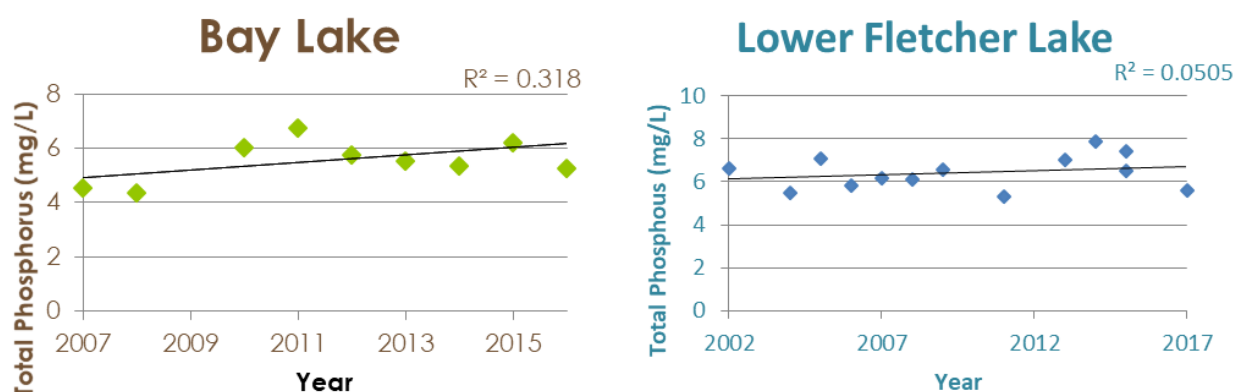 Bay Lake
R² = 0.318
Total Phosphorus (mg/L)
8
6
4
2
0
2007 2009 2011 2013 2015
Year
Lower Fletcher Lake
R² = 0.0505
Total Phosphous (mg/L)
10
8
6
4
2
0
2002 2007 2012 2017
Year